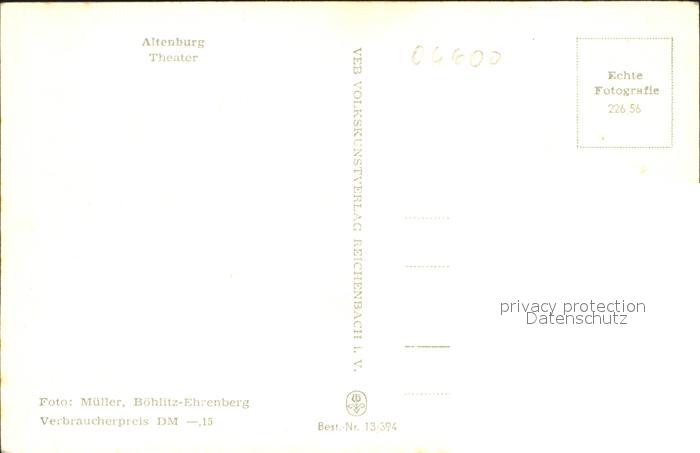 Altenburg
Theater
VEB VOLKSKUNSTVERLAG REICHENBACH i. V.
06600
Echte
Fotografie
226 56
privacy protection
Datenschutz
Foto: Müller, Böhlitz-Ehrenberg
Verbraucherpreis DM —,15
Best.-Nr. 13/394